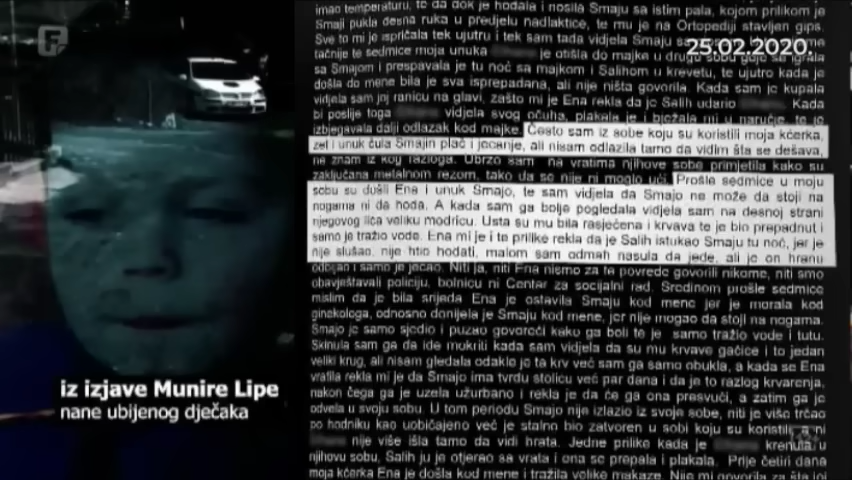 imao temperaturu, te da dok je hodala i nosila Smaju sa istim pala, kojom prilikom je
Smaji pukla desna ruka u predjelu nadlaktice, te mu je na Ortopediji stavljen gips.
Sve to mi je ispričala tek ujutru i tek sam tada vidjela Smaju sa
tačnije te sedmice moja unuka je otišla do majke u drugu sobu gdje se igrala
25.02.2020.
sa Smajom i prespavala je tu noć sa majkom i Salihom u krevetu, te ujutro kada je
došla do mene bila je sva isprepadana, ali nije ništa govorila. Kada sam je kupala
vidjela sam joj ranicu na glavi, zašto mi je Ena rekla da je Salih udario Kada
bi poslije toga vidjela svog očuha, plakala je i bježala mi u naručje, te je
izbjegavala dalji odlazak kod majke. Često sam iz sobe koju su koristili moja kćerka,
zet i unuk čula Smajin plač i jecanje, ali nisam odlazila tamo da vidim šta se dešava,
ne znam iz kog razloga. Ubrzo sam na vratima njihove sobe primjetila kako su
zaključana metalnom rezom, tako da se nije ni moglo ući. Prošle sedmice u moju
sobu su došli Ena i unuk Smajo, te sam vidjela da Smajo ne može da stoji na
nogama ni da hoda. A kada sam ga bolje pogledala vidjela sam na desnoj strani
njegovog lica veliku modricu. Usta su mu bila rasječena i krvava te je bio prepadnut i
samo je tražio vode. Ena mi je i te prilike rekla da je Salih istukao Smaju tu noć, jer je
nije slušao, nije htio hodati, malom sam odmah nasula da jede, ali je on hranu
odbijao i samo je jecao. Niti ja, niti Ena nismo za te povrede govorili nikome, niti smo
obavještavali policiju, bolnicu ni Centar za socijalni rad. Sredinom prošle sedmice
mislim da je bila srijeda Ena je ostavila Smaju kod mene jer je morala kod
ginekologa, odnosno donijela je Smaju kod mene, jer nije mogao da stoji na nogama.
Smajo je samo sjedio i puzao govoreći kako ga boli te je samo tražio vode i tutu.
Skinula sam ga da ide mokriti kada sam vidjela da su mu krvave gaćice i to jedan
veliki krug, ali nisam gledala odakle je ta krv već sam ga samo obukla, a kada se Ena
vratila rekla mi je da Smajo ima tvrdu stolicu već par dana i da je to razlog krvarenja,
nakon čega ga je uzela užurbano i rekla je da će ga ona presvući, a zatim ga je
odvela u svoju sobu. U tom periodu Smajo nije izlazio iz svoje sobe, niti je više trčao
po hodniku kao uobičajeno već je stalno bio zatvoren u sobi koju su koristili, a ni
nije više išla tamo da vidi brata. Jedne prilike kada je krenula u
njihovu sobu, Salih ju je otjerao sa vrata i ona se prepala i plakala. Prije četiri dana
moja kćerka Ena je došla kod mene i tražila velike makaze.
iz izjave Munire Lipe
nane ubijenog dječaka